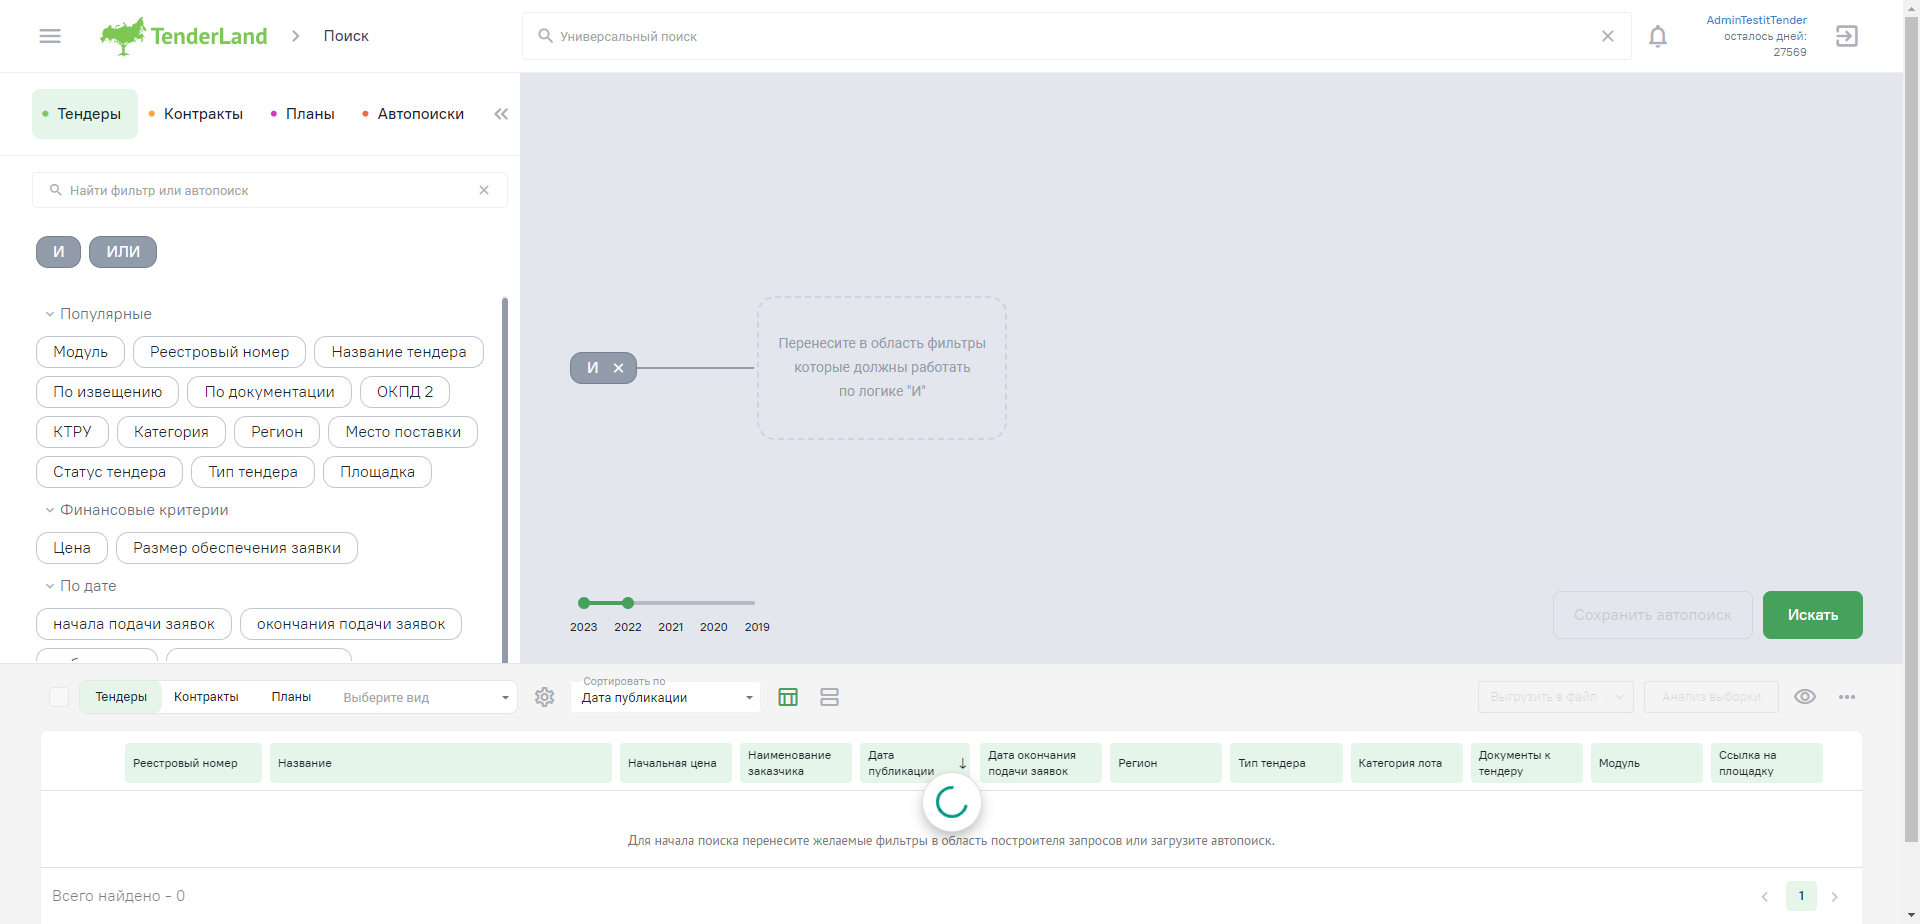 TenderLand
Поиск
Универсальный поиск
AdminTestitTender
осталось дней:
27569
Тендеры
Контракты
Планы
Автопоиски
Найти фильтр или автопоиск
И
ИЛИ
Популярные
Модуль
Реестровый номер
Название тендера
По извещению
По документации
ОКПД 2
КТРУ
Категория
Регион
Место поставки
Статус тендера
Тип тендера
Площадка
Финансовые критерии
Цена
Размер обеспечения заявки
По дате
начала подачи заявок
окончания подачи заявок
И
Перенесите в область фильтры
которые должны работать
по логике "И"
2023 2022 2021 2020 2019
Сохранить автопоиск
Искать
Тендеры
Контракты
Планы
Выберите вид
Сортировать по
Дата публикации
Выгрузить в файл
Анализ выборки
Реестровый номер
Название
Начальная цена
Наименование
заказчика
Дата
публикации
Дата окончания
подачи заявок
Регион
Тип тендера
Категория лота
Документы к
тендеру
Модуль
Ссылка на
площадку
Для начала поиска перенесите желаемые фильтры в область построителя запросов или загрузите автопоиск.
Всего найдено - 0
1